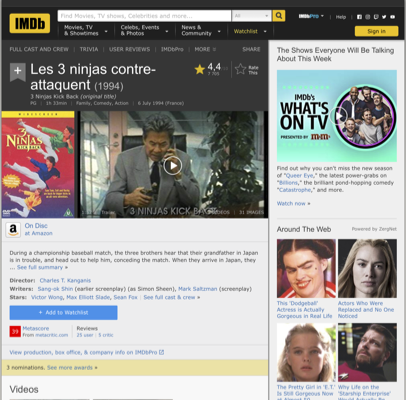 IMDb
Find Movies, TV shows, Celebrities and more...
All
IMDbPro
Help
Movies, TV
& Showtimes
Celebs, Events
& Photos
News &
Community
Watchlist
Sign in
FULL CAST AND CREW | TRIVIA | USER REVIEWS | IMDbPro | MORE
SHARE
Les 3 ninjas contre-
attaquent (1994)
4,4
Rate
This
3 Ninjas Kick Back (original title)
PG | 1h 33min | Family, Comedy, Action | 6 July 1994 (France)
3 NINJAS KICK BACK
31 IMAGES
On Disc
at Amazon
During a championship baseball match, the three brothers hear that their grandfather in Japan
is in trouble, and head out to help him, conceding the match. When they arrive in Japan, they
... See full summary »
Director: Charles T. Kanganis
Writers: Sang-ok Shin (earlier screenplay) (as Simon Sheen), Mark Saltzman (screenplay)
Stars: Victor Wong, Max Elliott Slade, Sean Fox | See full cast & crew »
+ Add to Watchlist
39
Metascore
From metacritic.com
Reviews
25 user | 5 critic
View production, box office, & company info on IMDbPro
3 nominations. See more awards »
Videos
The Shows Everyone Will Be Talking
About This Week
IMDb's
WHAT'S
ON TV
PRESENTED BY M&M's
Find out why you can't miss the new season
of "Queer Eye," the latest power-grabs on
"Billions," the brilliant pond-hopping comedy
"Catastrophe," and more.
Watch now »
Around The Web
Powered by ZergNet
This 'Dodgeball'
Actress is Actually
Gorgeous in Real Life
Actors Who
Were Replaced and No One
Noticed
The Pretty Girl in 'E.T.'
Is Still Gorgeous Now
Why Life on the
'Starship Enterprise'
Would Actually Be